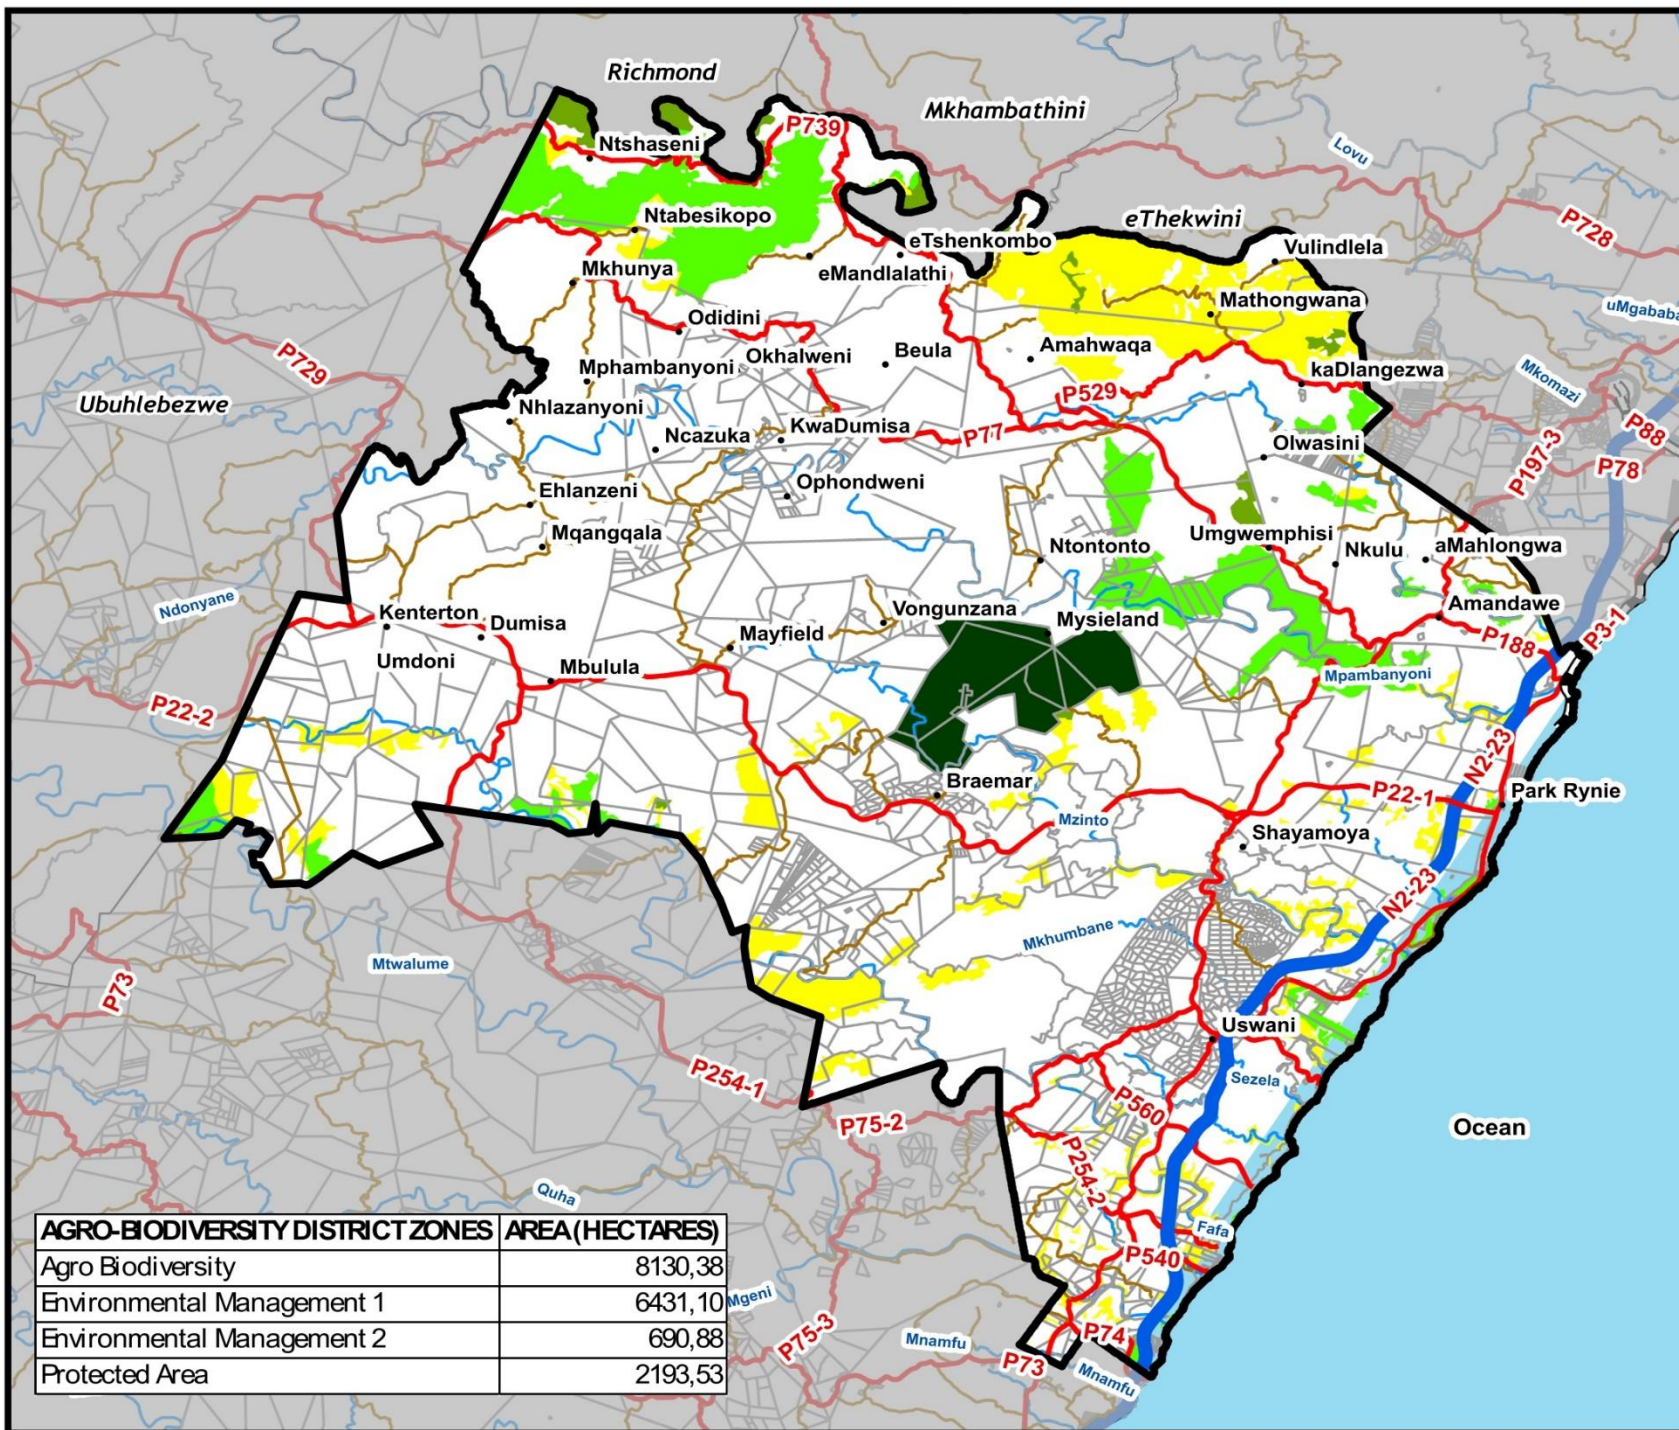 Richmond
Mkhambathini
P739
Ntshaseni
Lovu
Ntabesikopo
eThekwini
P728
eTshenkombo
Vulindlela
Mkhunya
eMandlalathi
Mathongwana
uMgababa
Odidini
P729
Okhalweni
Beula
Amahwaqa
Mphambanyoni
kaDlangezwa
Mkomazi
Ubuhlebezwe
P529
Nhlazanyoni
KwaDumisa
P77
P88
Ncazuka
Olwasini
P197-3
P78
Ehlanzeni
Ophondweni
Mqangqala
Umgwemphisi
Ntontonto
Nkulu
aMahlongwa
Ndonyane
Kenterton
Vongunzana
Amandawe
Dumisa
Mysieland
Mayfield
P188
P3-1
Umdoni
Mbulula
Mpambanyoni
P22-2
N2-23
Braemar
P22-1
Park Rynie
Mzinto
Shayamoya
N2-23
Mkhumbane
Mtwalume
P73
Uswani
P254-1
Sezela
P560
P75-2
Ocean
P254-2
Quha
Fafa
P540
Mgeni
P75-3
P74
Mnamfu
P73
Mnamfu
AGRO-BIODIVERSITY DISTRICT ZONES AREA (HECTARES)
Agro Biodiversity 8130,38
Environmental Management 1 6431,10
Environmental Management 2 690,88
Protected Area 2193,53